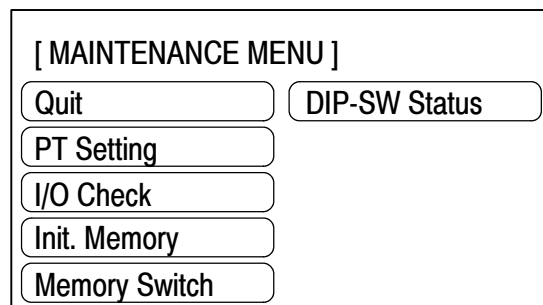 [ MAINTENANCE MENU ]
Quit DIP-SW Status
PT Setting
I/O Check
Init. Memory
Memory Switch